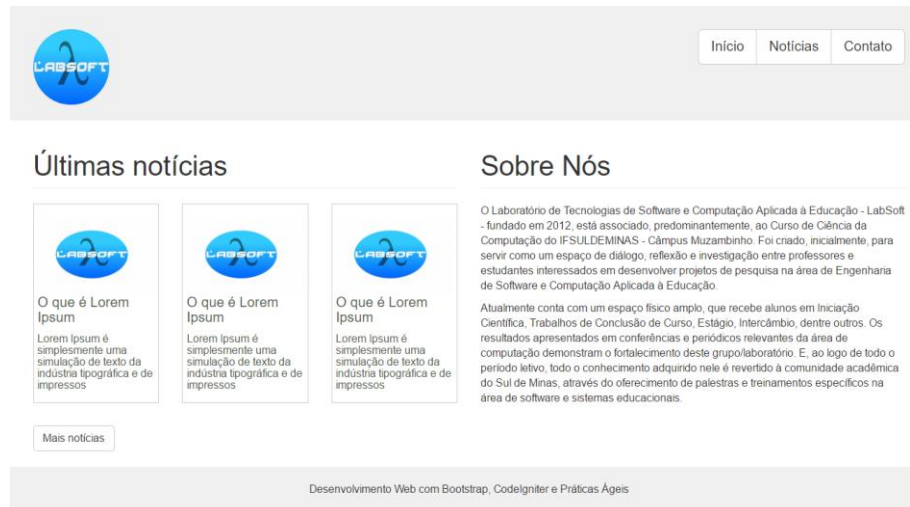 LABSOFT
Início
Notícias
Contato
Últimas notícias
LABSOFT
O que é Lorem
Ipsum
Lorem Ipsum é
simplesmente uma
simulação de texto da
indústria tipográfica e de
impressos
LABSOFT
O que é Lorem
Ipsum
Lorem Ipsum é
simplesmente uma
simulação de texto da
indústria tipográfica e de
impressos
LABSOFT
O que é Lorem
Ipsum
Lorem Ipsum é
simplesmente uma
simulação de texto da
indústria tipográfica e de
impressos
Mais notícias
Sobre Nós
O Laboratório de Tecnologias de Software e Computação Aplicada à Educação - LabSoft
- fundado em 2012, está associado, predominantemente, ao Curso de Ciência da
Computação do IFSULDEMINAS - Câmpus Muzambinho. Foi criado, inicialmente, para
servir como um espaço de diálogo, reflexão e investigação entre professores e
estudantes interessados em desenvolver projetos de pesquisa na área de Engenharia
de Software e Computação Aplicada à Educação.
Atualmente conta com um espaço físico amplo, que recebe alunos em Iniciação
Científica, Trabalhos de Conclusão de Curso, Estágio, Intercâmbio, dentre outros. Os
resultados apresentados em conferências e periódicos relevantes da área de
computação demonstram o fortalecimento deste grupo/laboratório. E, ao logo de todo o
período letivo, todo o conhecimento adquirido nele é revertido à comunidade acadêmica
do Sul de Minas, através do oferecimento de palestras e treinamentos específicos na
área de software e sistemas educacionais.
Desenvolvimento Web com Bootstrap, CodeIgniter e Práticas Ágeis